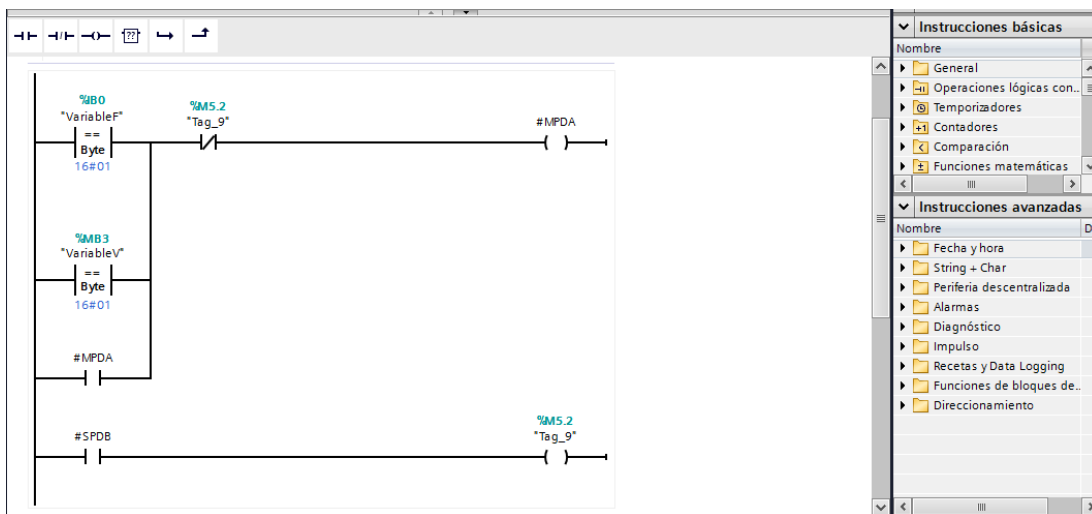 ??
%IB0
"VariableF"
==
Byte
16#01
%M5.2
"Tag_9"
#MPDA
%MB3
"VariableV"
==
Byte
16#01
#MPDA
#SPDB
%M5.2
"Tag_9"
Instrucciones básicas
Nombre
General
Operaciones lógicas con..
Temporizadores
Contadores
Comparación
Funciones matemáticas
Instrucciones avanzadas
Nombre D
Fecha y hora
String + Char
Periferia descentralizada
Alarmas
Diagnóstico
Impulso
Recetas y Data Logging
Funciones de bloques de..
Direccionamiento